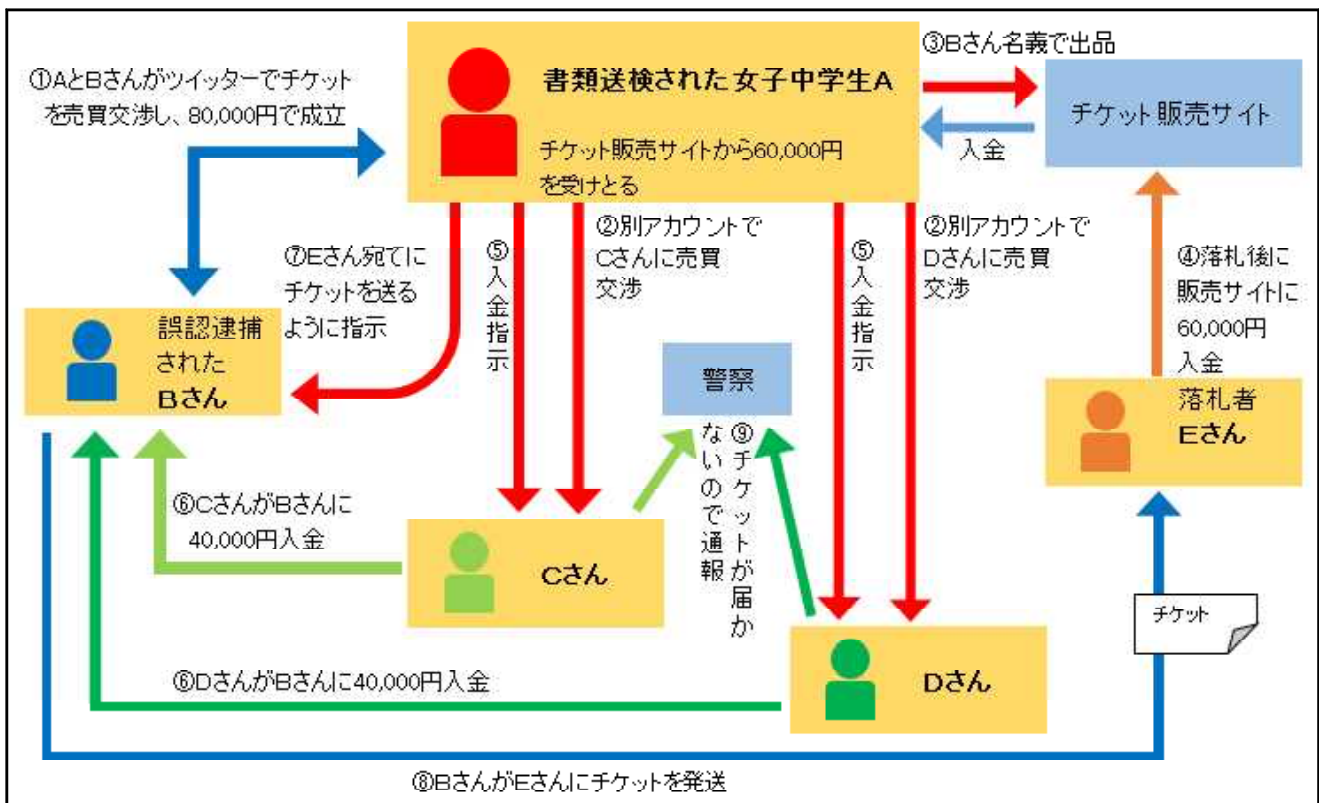 ①AとBさんがツイッターでチケット
を売買交渉し、80,000円で成立
書類送検された女子中学生A
チケット販売サイトから60,000円
を受けとる
③Bさん名義で出品
チケット販売サイト
入金
⑦Eさん宛てに
チケットを送る
ように指示
⑤入金指示
②別アカウントで
Cさんに売買
交渉
⑤入金指示
②別アカウントで
Dさんに売買
交渉
④落札後に
販売サイトに
60,000円
入金
誤認逮捕
された
Bさん
警察
落札者
Eさん
⑨チケットが届か
ないので通報
⑥CさんがBさんに
40,000円入金
Cさん
チケット
⑥DさんがBさんに40,000円入金
Dさん
⑧BさんがEさんにチケットを発送